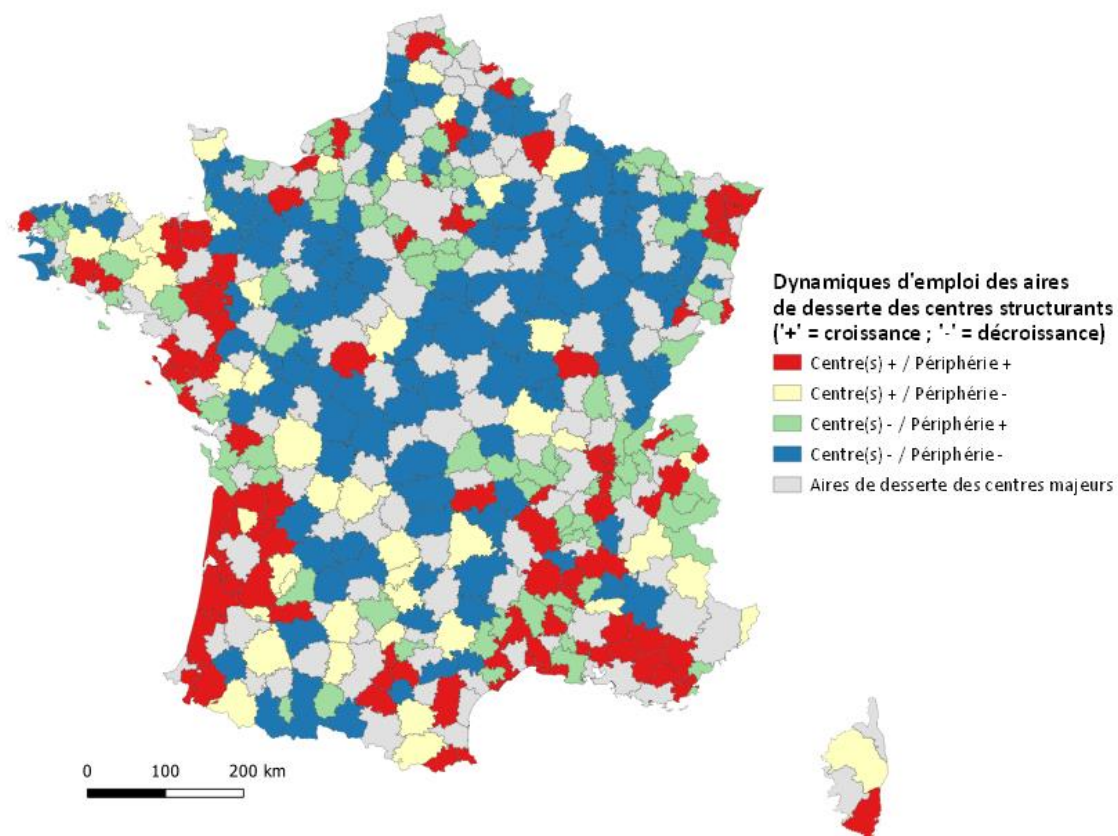 Dynamiques d'emploi des aires
de desserte des centres structurants
('+' = croissance ; '-' = décroissance)
Centre(s) + / Périphérie +
Centre(s) + / Périphérie -
Centre(s) - / Périphérie +
Centre(s) - / Périphérie -
Aires de desserte des centres majeurs
0 100 200 km